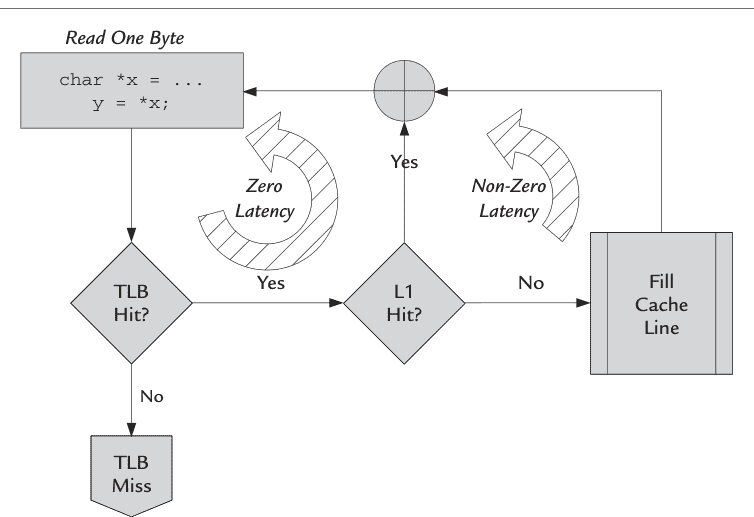 Read One Byte
char *x = ...
y = *x;
Yes
Zero
Latency
Non-Zero
Latency
Yes
TLB
Hit?
L1
Hit?
No
Fill
Cache
Line
No
TLB
Miss